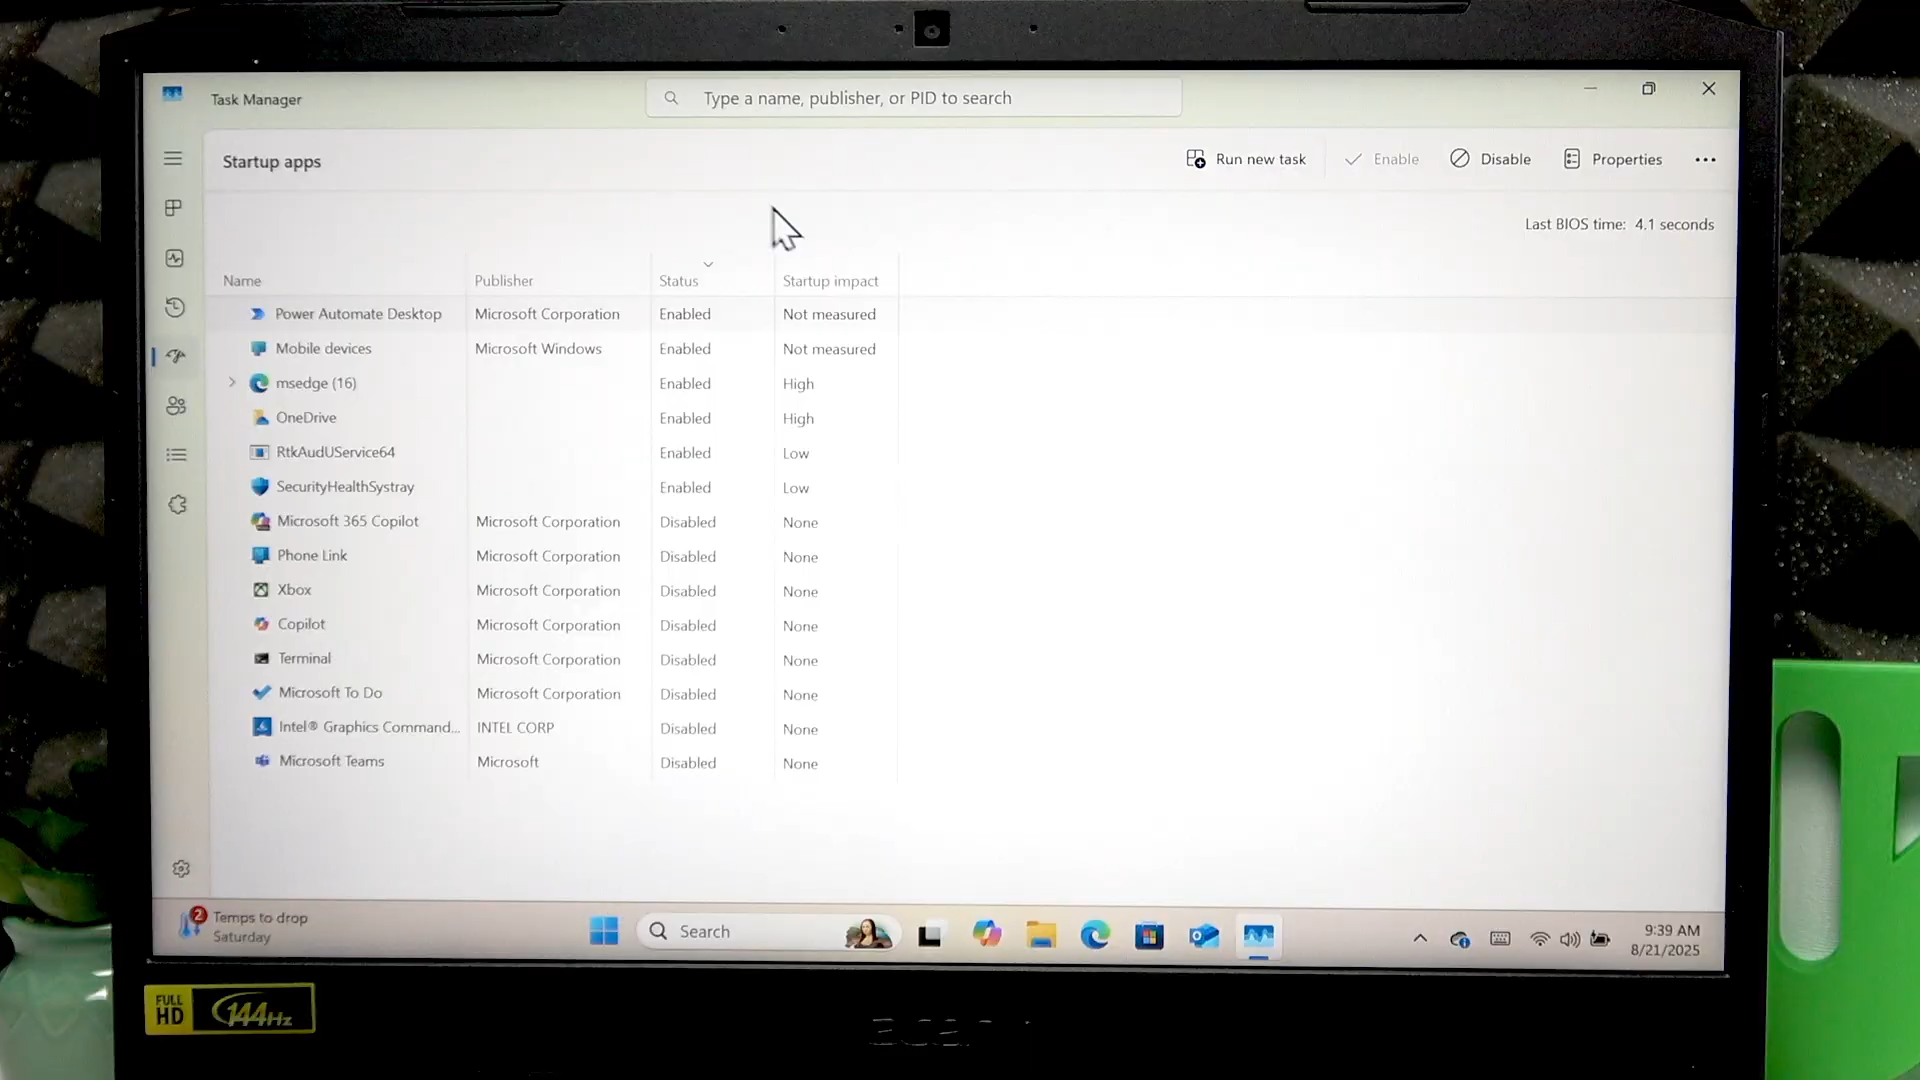 Task Manager
Type a name, publisher, or PID to search
Startup apps
Run new task
Enable
Disable
Properties
Last BIOS time: 4.1 seconds
Name Publisher Status Startup impact
Power Automate Desktop Microsoft Corporation Enabled Not measured
Mobile devices Microsoft Windows Enabled Not measured
msedge (16) Enabled High
OneDrive Enabled High
RtkAudUService64 Enabled Low
SecurityHealthSystray Enabled Low
Microsoft 365 Copilot Microsoft Corporation Disabled None
Phone Link Microsoft Corporation Disabled None
Xbox Microsoft Corporation Disabled None
Copilot Microsoft Corporation Disabled None
Terminal Microsoft Corporation Disabled None
Microsoft To Do Microsoft Corporation Disabled None
Intel® Graphics Command... INTEL CORP Disabled None
Microsoft Teams Microsoft Disabled None
2
Temps to drop
Saturday
Search
9:39 AM
8/21/2025
FULL HD
144Hz
acer